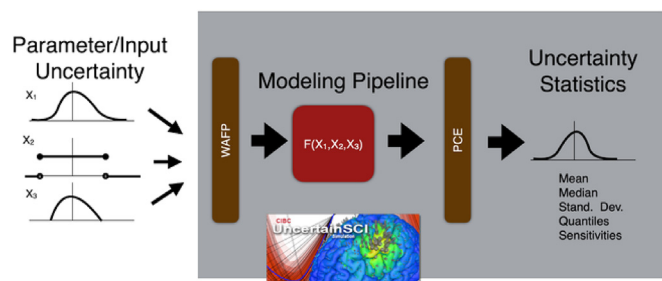 Parameter/Input
Uncertainty
X1
X2
X3
WAFP
Modeling Pipeline
F(X1,X2,X3)
CIBC
UncertainSCI
PCE
Uncertainty
Statistics
Mean
Median
Stand. Dev.
Quantiles
Sensitivities